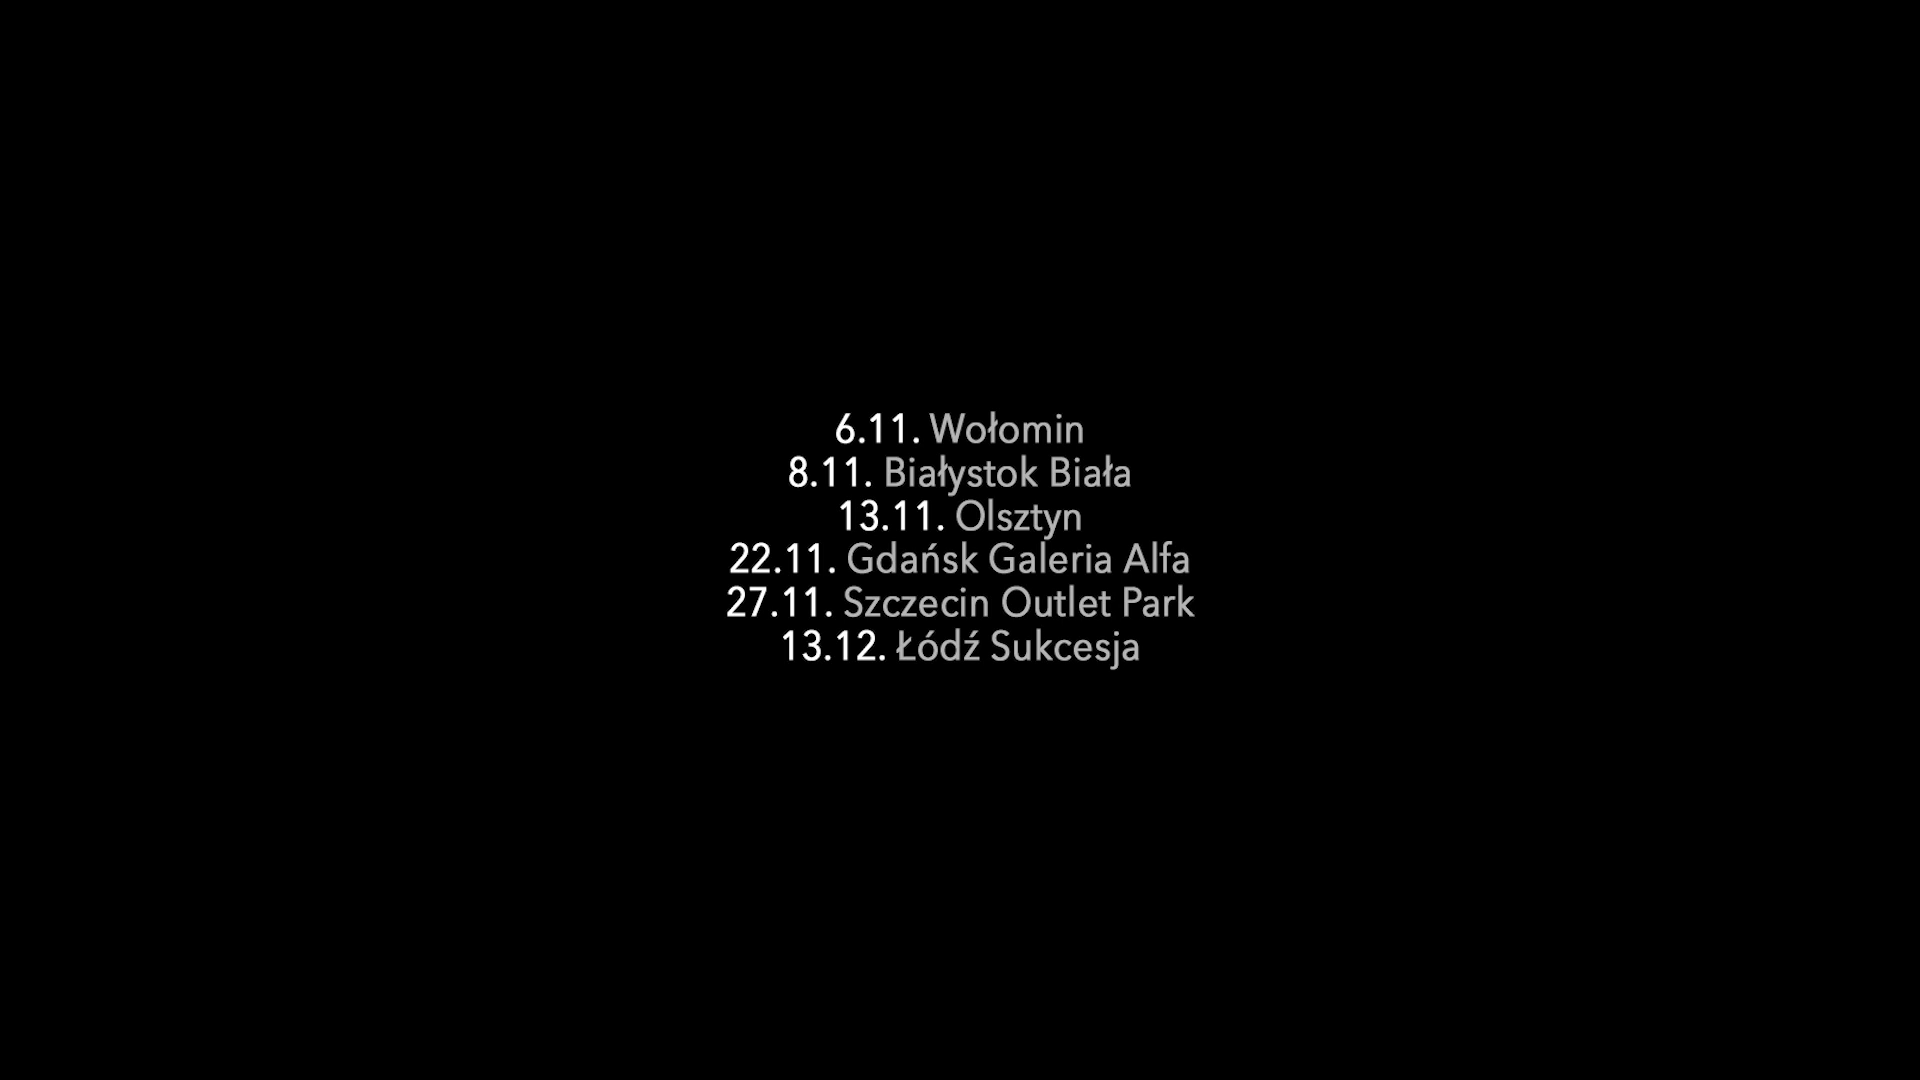 6.11. Wołomin
8.11. Białystok Biała
13.11. Olsztyn
22.11. Gdańsk Galeria Alfa
27.11. Szczecin Outlet Park
13.12. Łódź Sukcesja